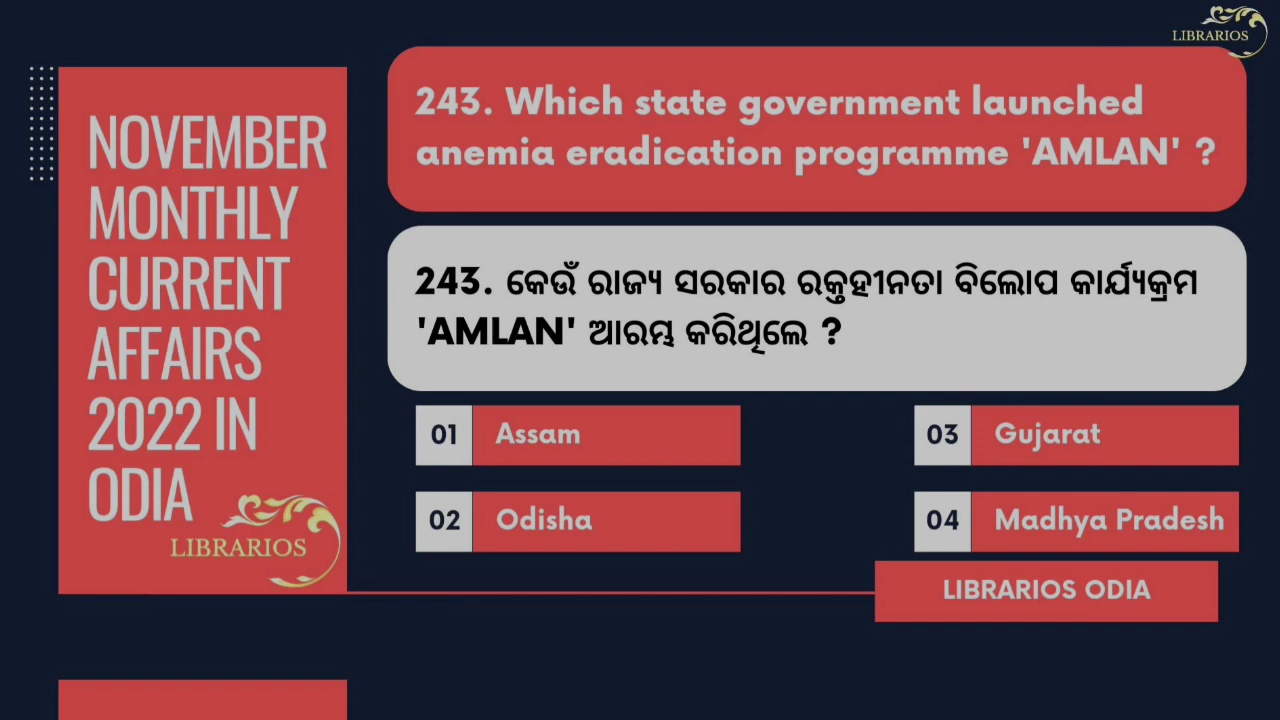 LIBRARIOS
NOVEMBER
MONTHLY
CURRENT
AFFAIRS
2022 IN
ODIA
LIBRARIOS
243. Which state government launched
anemia eradication programme 'AMLAN' ?
243. କେଉଁ ରାଜ୍ୟ ସରକାର ରକ୍ତହୀନତା ବିଲୋପ କାର୍ଯ୍ୟକ୍ରମ
'AMLAN' ଆରମ୍ଭ କରିଥିଲେ ?
01 Assam
02 Odisha
03 Gujarat
04 Madhya Pradesh
LIBRARIOS ODIA